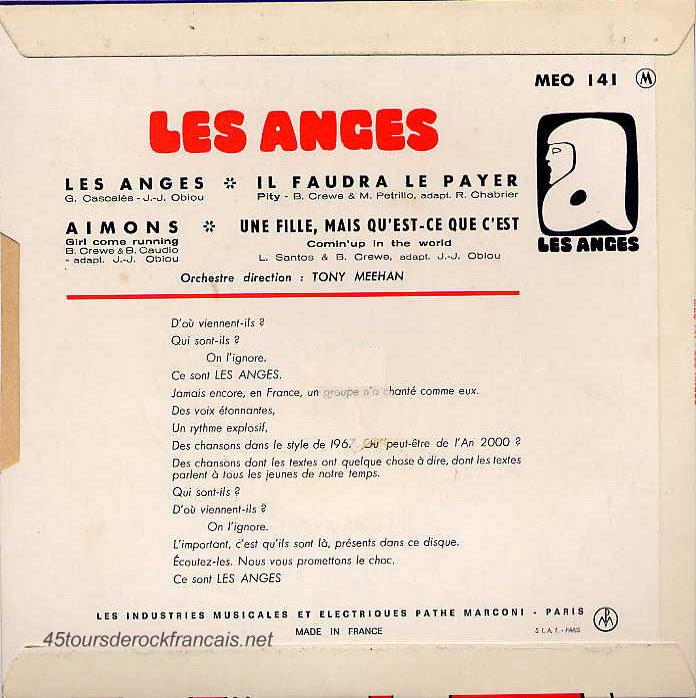 MEO 141 M
LES ANGES
LES ANGES * IL FAUDRA LE PAYER
G. Cascalès - J.-J. Obiou Pity - B. Crewe & M. Petrillo, adapt. R. Chabrier
AIMONS * UNE FILLE, MAIS QU'EST-CE QUE C'EST
Girl come running Comin'up in the world
B. Crewe & B. Caudio L. Santos & B. Crewe, adapt. J.-J. Obiou
- adapt. J.-J. Obiou
LES ANGES
Orchestre direction : TONY MEEHAN
D'où viennent-ils ?
Qui sont-ils ?
On l'ignore.
Ce sont LES ANGES.
Jamais encore, en France, un groupe n'a chanté comme eux.
Des voix étonnantes,
Un rythme explosif,
Des chansons dans le style de 1967. Ou peut-être de l'An 2000 ?
Des chansons dont les textes ont quelque chose à dire, dont les textes
parlent à tous les jeunes de notre temps.
Qui sont-ils ?
D'où viennent-ils ?
On l'ignore.
L'important, c'est qu'ils sont là, présents dans ce disque.
Écoutez-les. Nous vous promettons le choc.
Ce sont LES ANGES
LES INDUSTRIES MUSICALES ET ELECTRIQUES PATHE MARCONI - PARIS
45toursderockfrancais.net
MADE IN FRANCE
S.I.A.T. - PARIS